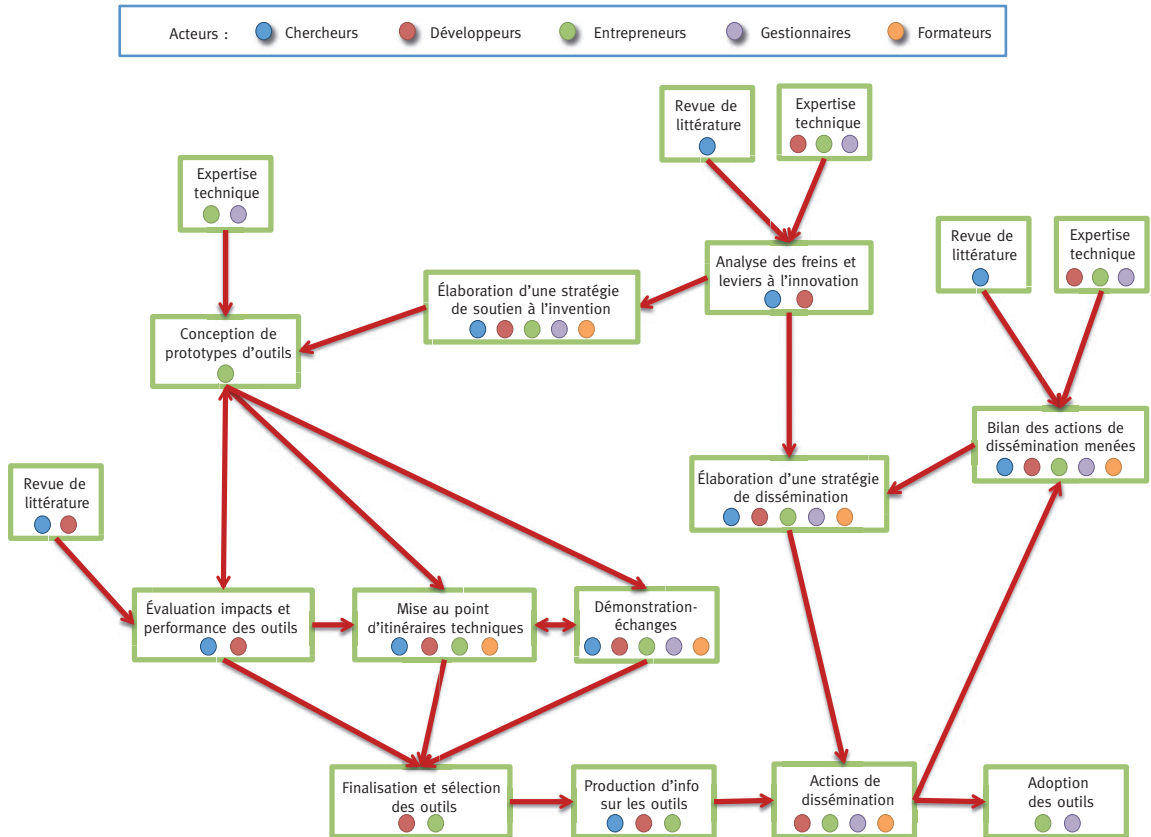 Acteurs : Chercheurs Développeurs Entrepreneurs Gestionnaires Formateurs
Revue de
littérature
Expertise
technique
Expertise
technique
Revue de
littérature
Expertise
technique
Analyse des freins et
leviers à l'innovation
Élaboration d'une stratégie
de soutien à l'invention
Conception de
prototypes d'outils
Bilan des actions de
dissémination menées
Revue de
littérature
Élaboration d'une stratégie
de dissémination
Évaluation impacts et
performance des outils
Mise au point
d'itinéraires techniques
Démonstration-
échanges
Finalisation et sélection
des outils
Production d'info
sur les outils
Actions de
dissémination
Adoption
des outils